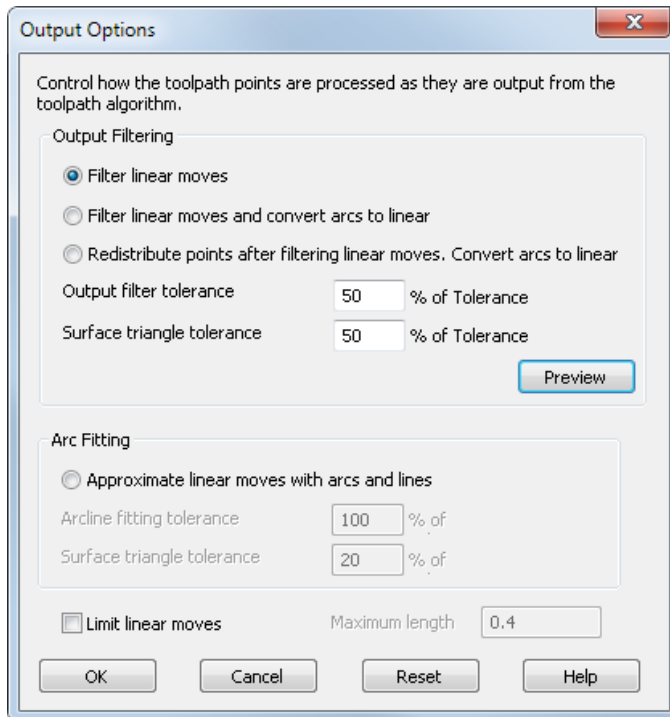 Output Options
Control how the toolpath points are processed as they are output from the
toolpath algorithm.
Output Filtering
Filter linear moves
Filter linear moves and convert arcs to linear
Redistribute points after filtering linear moves. Convert arcs to linear
Output filter tolerance 50 % of Tolerance
Surface triangle tolerance 50 % of Tolerance
Preview
Arc Fitting
Approximate linear moves with arcs and lines
Arcline fitting tolerance 100 % of
Surface triangle tolerance 20 % of
Limit linear moves Maximum length 0.4
OK Cancel Reset Help